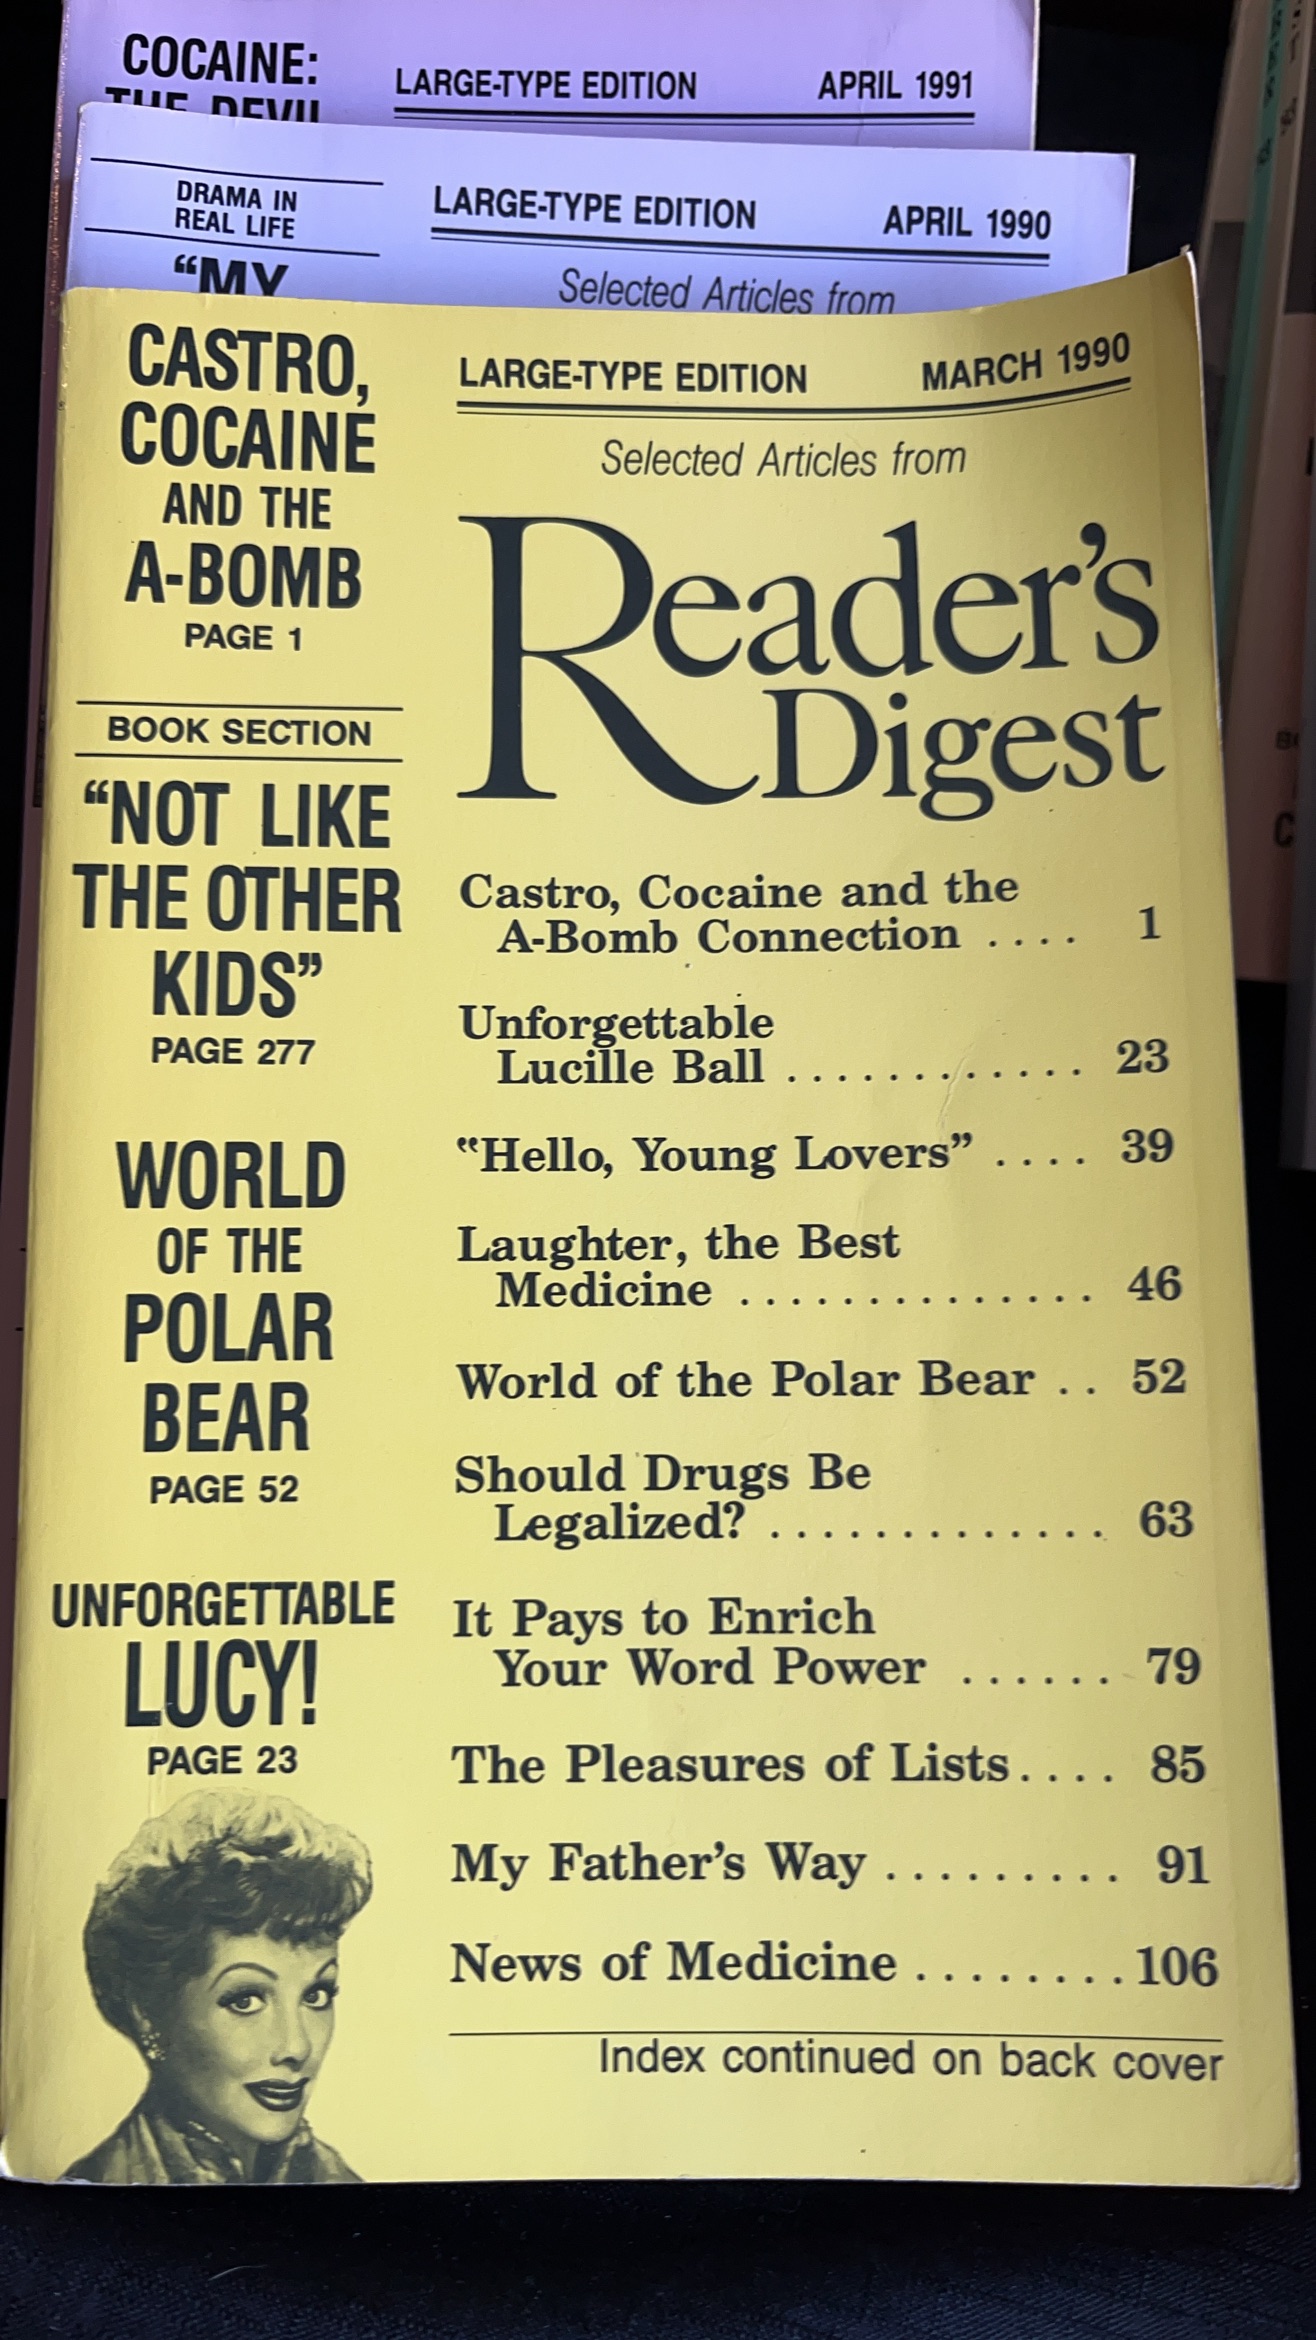 COCAINE:
THE DEVIL
LARGE-TYPE EDITION APRIL 1991
DRAMA IN
REAL LIFE
“MY
LARGE-TYPE EDITION APRIL 1990
Selected Articles from
CASTRO,
COCAINE
AND THE
A-BOMB
PAGE 1
BOOK SECTION
“NOT LIKE
THE OTHER
KIDS”
PAGE 277
WORLD
OF THE
POLAR
BEAR
PAGE 52
UNFORGETTABLE
LUCY!
PAGE 23
LARGE-TYPE EDITION MARCH 1990
Selected Articles from
Reader’s
Digest
Castro, Cocaine and the
A-Bomb Connection .... 1
Unforgettable
Lucille Ball ............ 23
“Hello, Young Lovers” .... 39
Laughter, the Best
Medicine .............. 46
World of the Polar Bear .. 52
Should Drugs Be
Legalized? ............. 63
It Pays to Enrich
Your Word Power ...... 79
The Pleasures of Lists.... 85
My Father’s Way ......... 91
News of Medicine ........106
Index continued on back cover